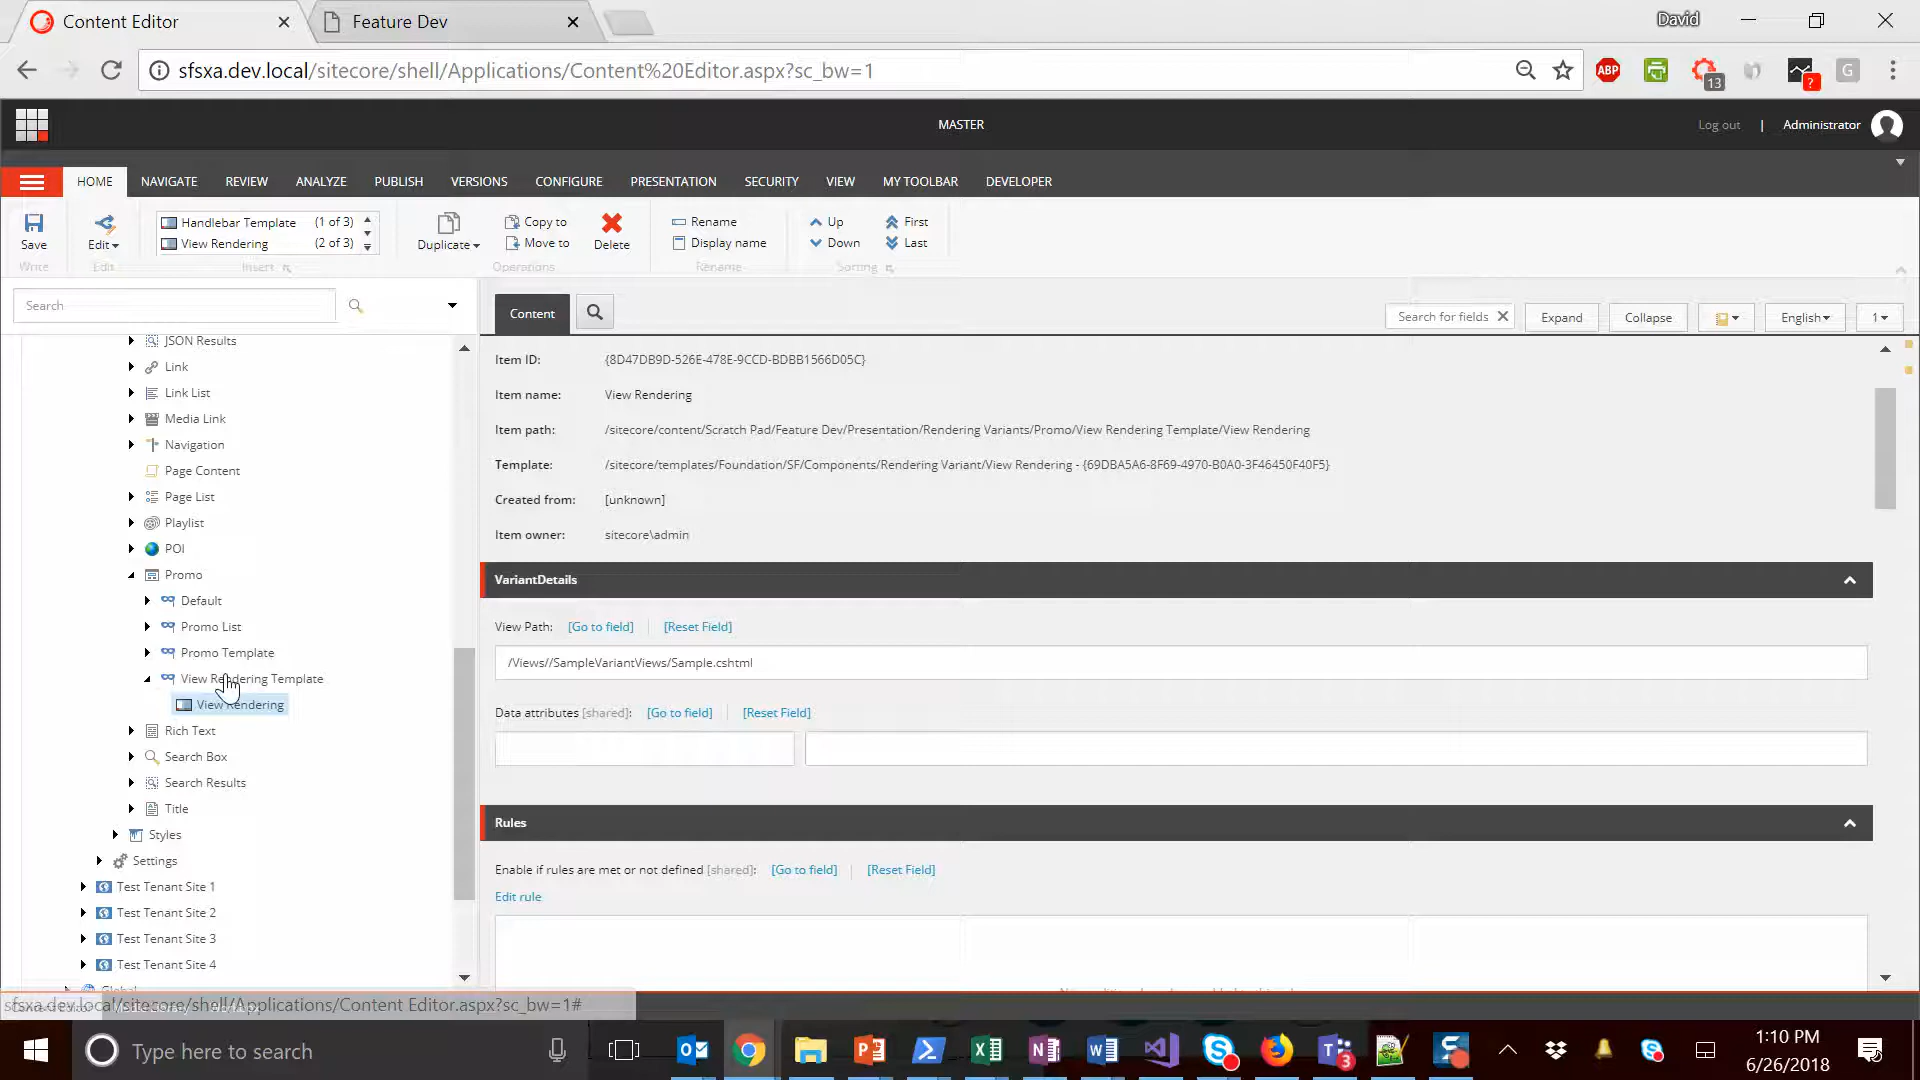 Content Editor
Feature Dev
David
sfsxa.dev.local/sitecore/shell/Applications/Content%20Editor.aspx?sc_bw=1
ABP
13
?
G
MASTER
Log out | Administrator
HOME
NAVIGATE
REVIEW
ANALYZE
PUBLISH
VERSIONS
CONFIGURE
PRESENTATION
SECURITY
VIEW
MY TOOLBAR
DEVELOPER
Save
Write
Edit
Edit
Handlebar Template (1 of 3)
View Rendering (2 of 3)
Insert
Duplicate
Copy to
Move to
Delete
Operations
Rename
Display name
Rename
Up
Down
First
Last
Sorting
Search
JSON Results
Link
Link List
Media Link
Navigation
Page Content
Page List
Playlist
POI
Promo
Default
Promo List
Promo Template
View Rendering Template
View Rendering
Rich Text
Search Box
Search Results
Title
Styles
Settings
Test Tenant Site 1
Test Tenant Site 2
Test Tenant Site 3
Test Tenant Site 4
Global
Content
Search for fields
Expand
Collapse
English
1
Item ID: {8D47DB9D-526E-478E-9CCD-BDBB1566D05C}
Item name: View Rendering
Item path: /sitecore/content/Scratch Pad/Feature Dev/Presentation/Rendering Variants/Promo/View Rendering Template/View Rendering
Template: /sitecore/templates/Foundation/SF/Components/Rendering Variant/View Rendering - {69DBA5A6-8F69-4970-B0A0-3F46450F40F5}
Created from: [unknown]
Item owner: sitecore\admin
VariantDetails
View Path: [Go to field] [Reset Field]
/Views//SampleVariantViews/Sample.cshtml
Data attributes [shared]: [Go to field] [Reset Field]
Rules
Enable if rules are met or not defined [shared]: [Go to field] [Reset Field]
Edit rule
sfsxa.dev.local/sitecore/shell/Applications/Content Editor.aspx?sc_bw=1#
Type here to search
3
1:10 PM
6/26/2018